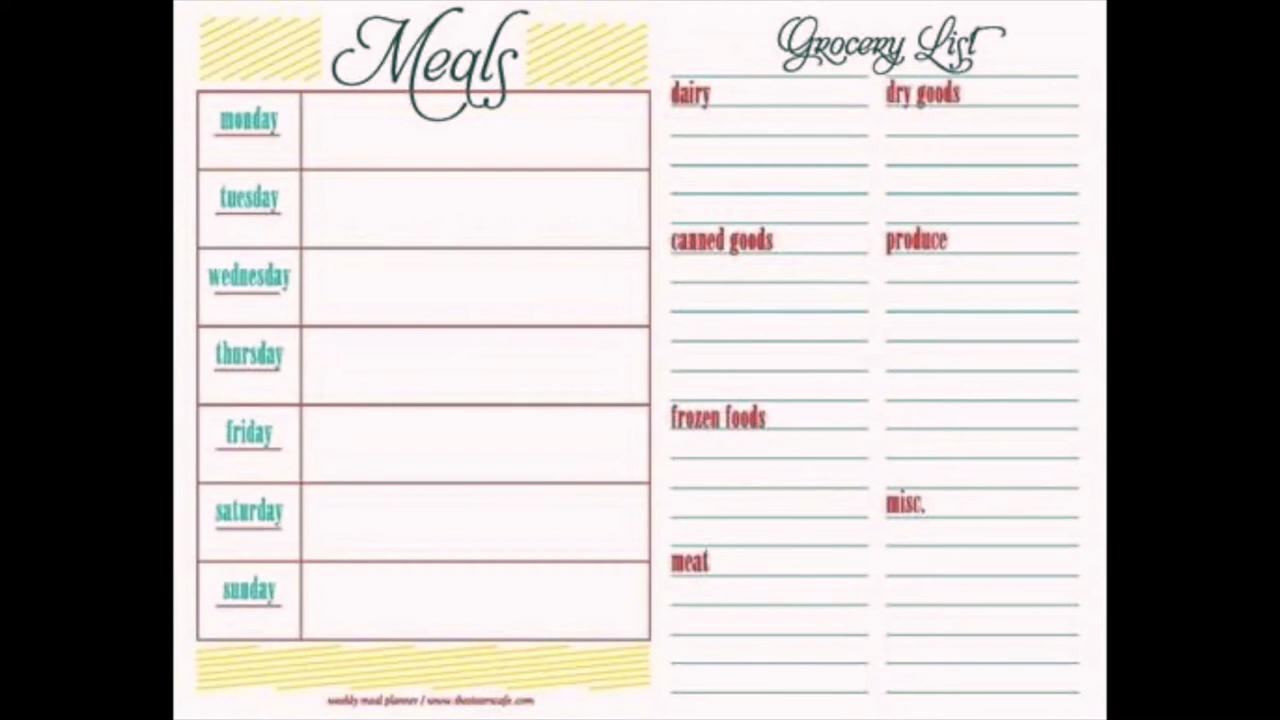 Meals
monday
tuesday
wednesday
thursday
friday
saturday
sunday
weekly meal planner /
Grocery List
dairy
canned goods
frozen foods
meat
dry goods
produce
misc.